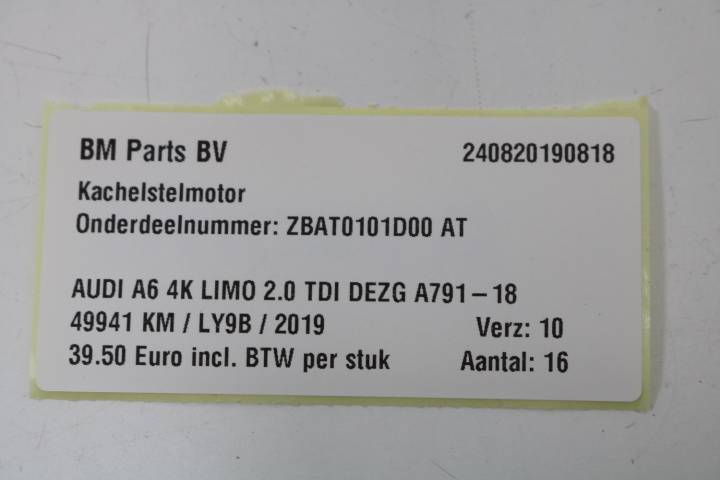 BM Parts BV 240820190818
Kachelstelmotor
Onderdeelnummer: ZBAT0101D00 AT
AUDI A6 4K LIMO 2.0 TDI DEZG A791-18
49941 KM / LY9B / 2019 Verz: 10
39.50 Euro incl. BTW per stuk Aantal: 16